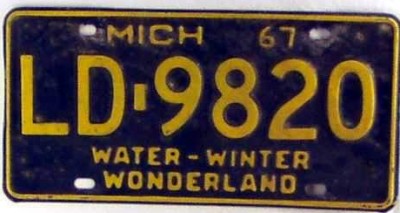 MICH 67
LD-9820
WATER-WINTER
WONDERLAND